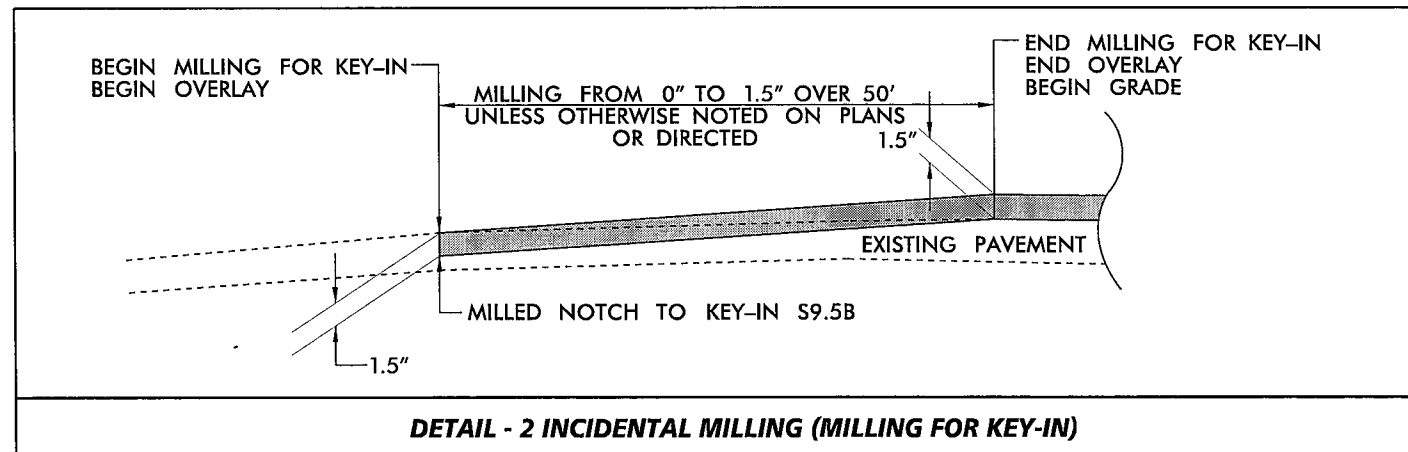 BEGIN MILLING FOR KEY–IN
BEGIN OVERLAY
MILLING FROM 0" TO 1.5" OVER 50'
UNLESS OTHERWISE NOTED ON PLANS
OR DIRECTED
1.5"
END MILLING FOR KEY–IN
END OVERLAY
BEGIN GRADE
EXISTING PAVEMENT
MILLED NOTCH TO KEY–IN S9.5B
1.5"
DETAIL - 2 INCIDENTAL MILLING (MILLING FOR KEY-IN)